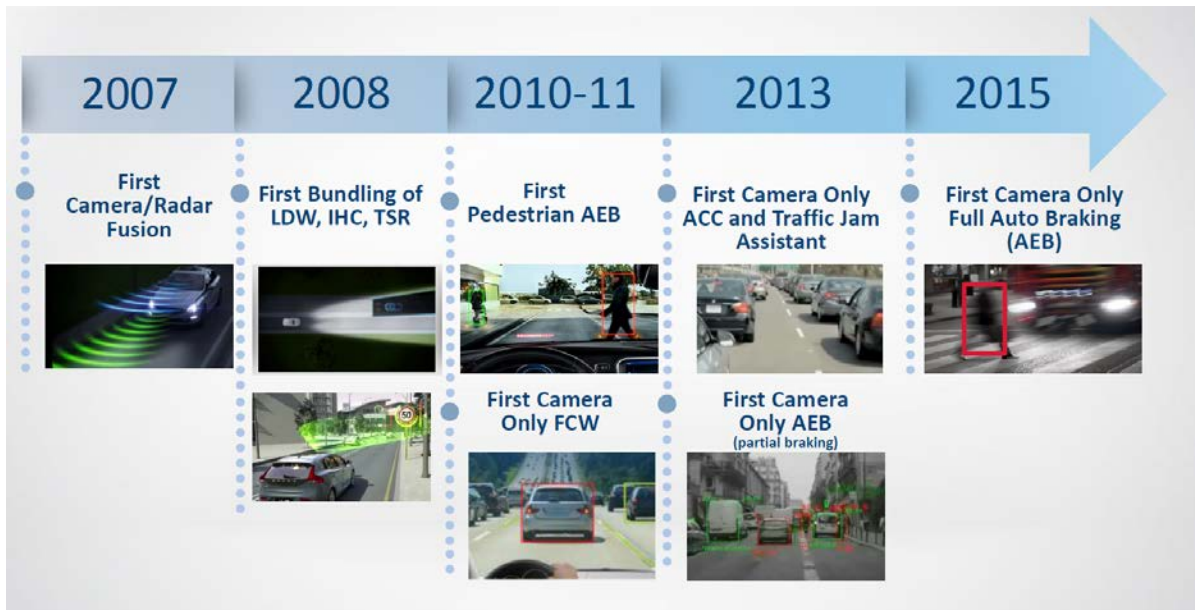 2007
2008
2010-11
2013
2015
First
Camera/Radar
Fusion
First Bundling of
LDW, IHC, TSR
First
Pedestrian AEB
First Camera Only
ACC and Traffic Jam
Assistant
First Camera Only
Full Auto Braking
(AEB)
50
First Camera
Only FCW
First Camera
Only AEB
(partial braking)